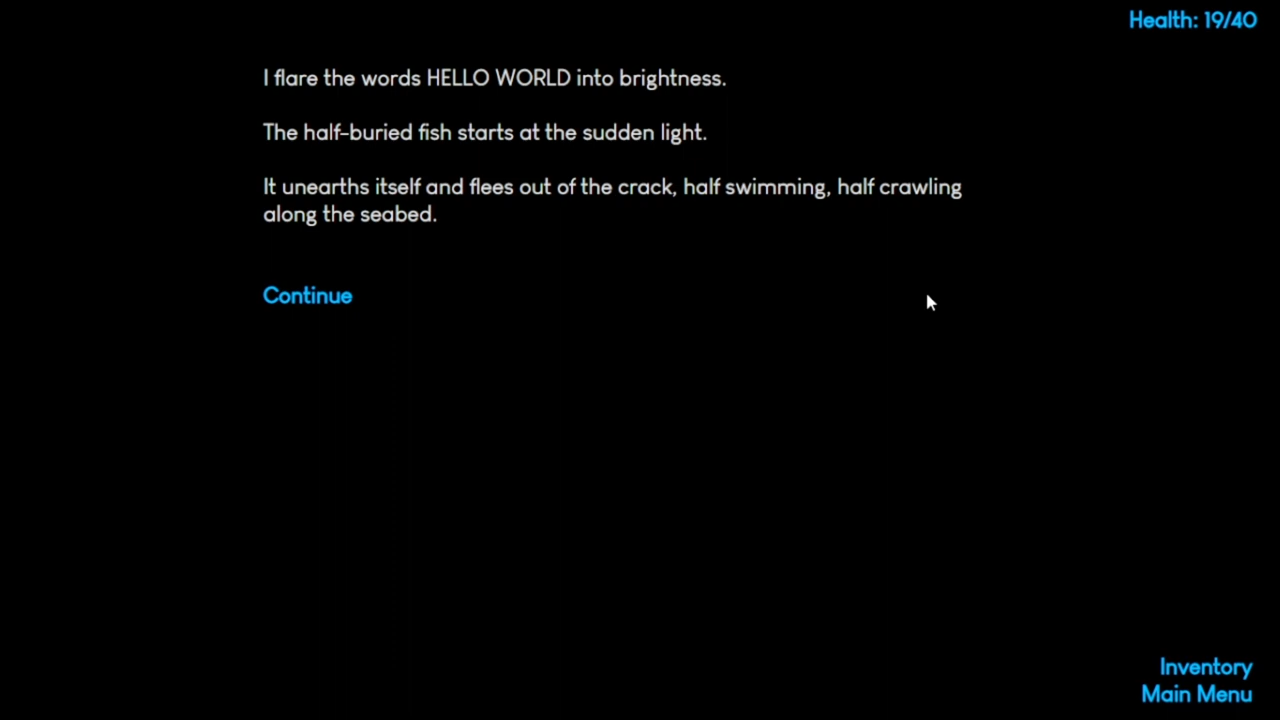 Health: 19/40
I flare the words HELLO WORLD into brightness.
The half-buried fish starts at the sudden light.
It unearths itself and flees out of the crack, half swimming, half crawling
along the seabed.
Continue
Inventory
Main Menu